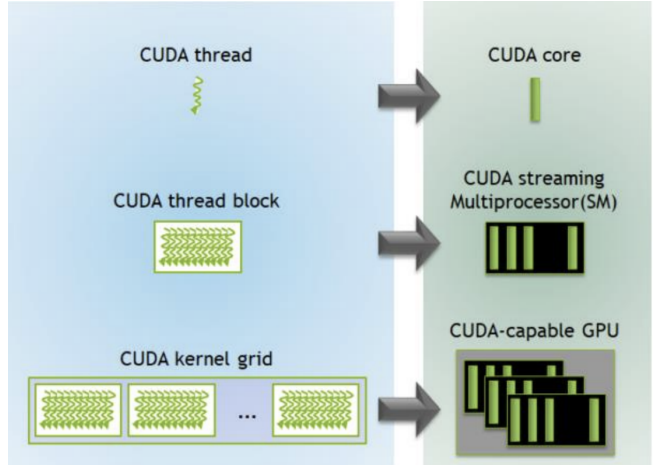 CUDA thread
CUDA core
CUDA thread block
CUDA streaming
Multiprocessor(SM)
CUDA kernel grid
...
CUDA-capable GPU